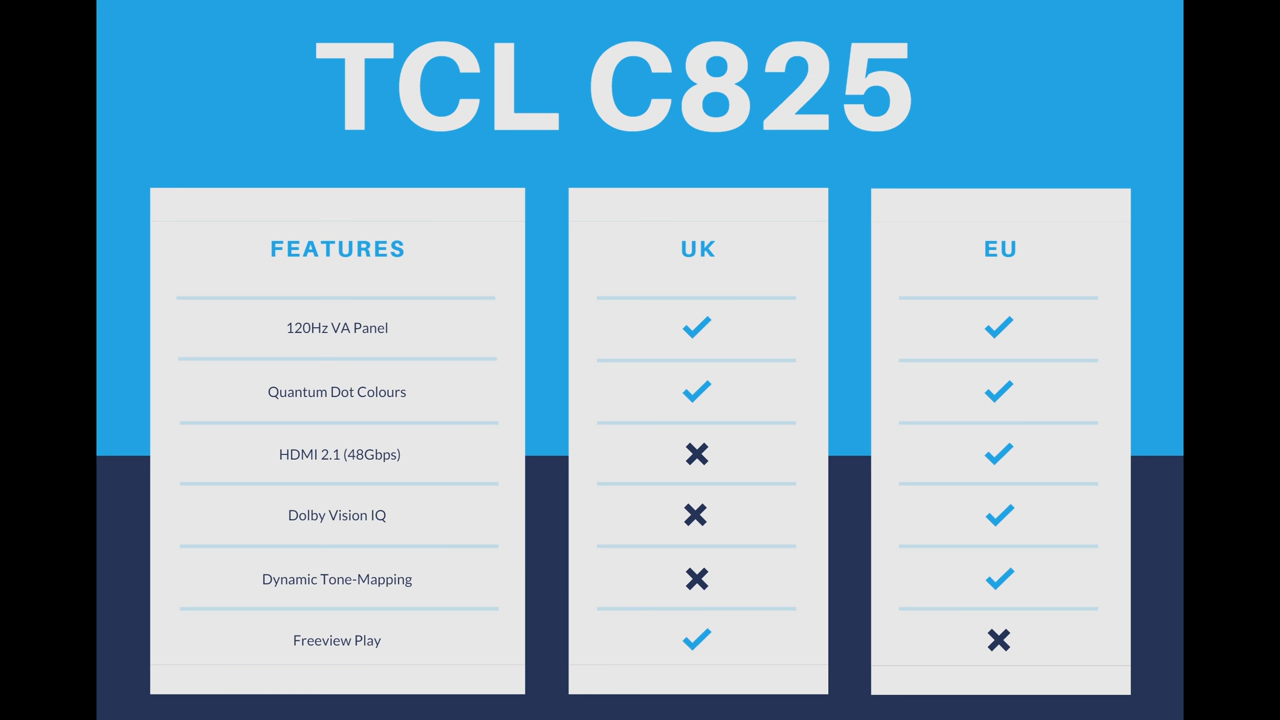 TCL C825
FEATURES UK EU
120Hz VA Panel
Quantum Dot Colours
HDMI 2.1 (48Gbps)
Dolby Vision IQ
Dynamic Tone-Mapping
Freeview Play